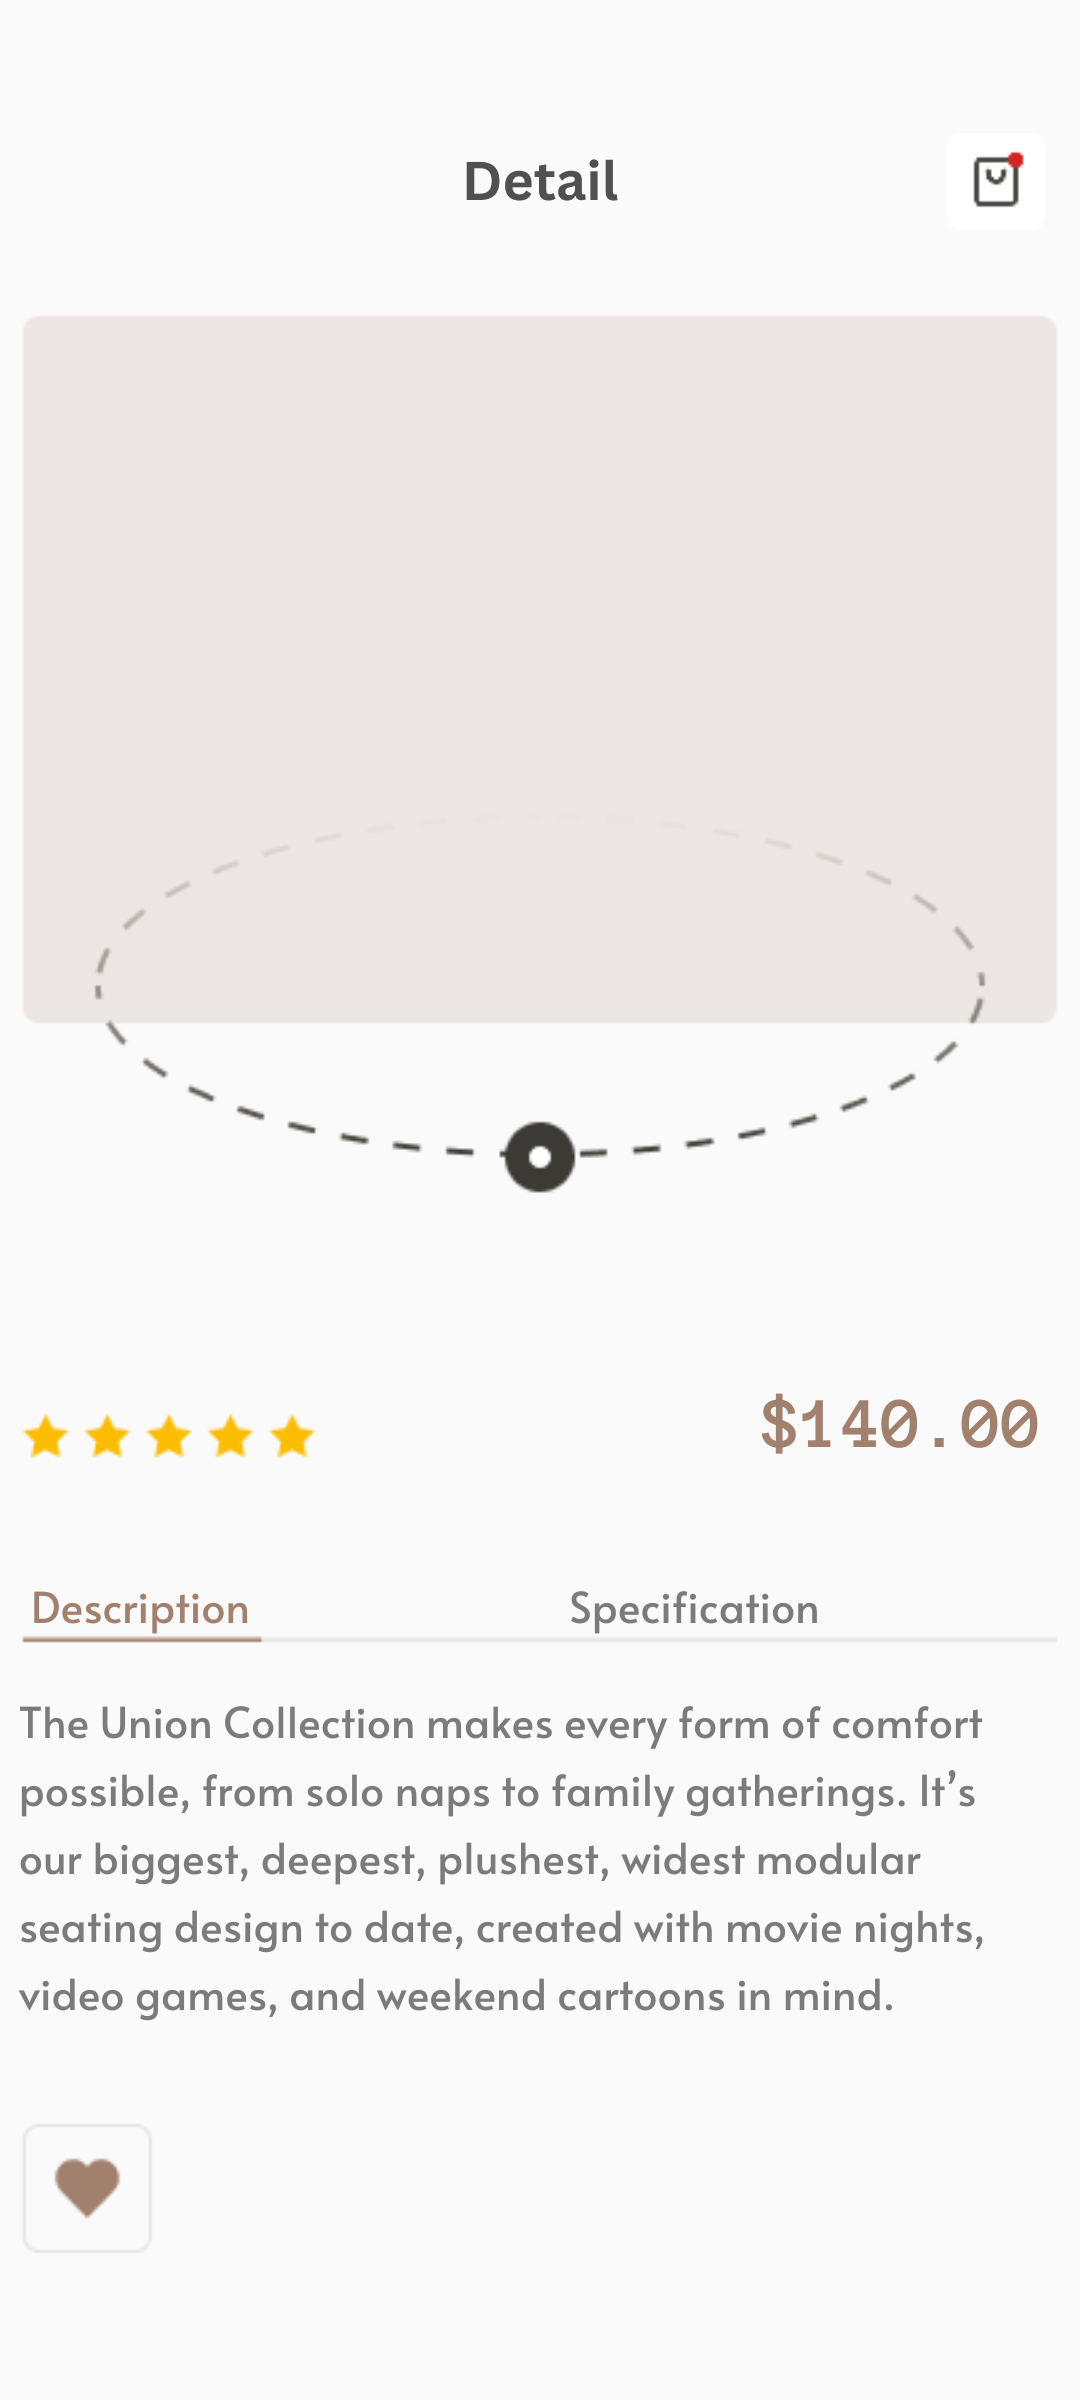 Detail
$140.00
Description
Specification
The Union Collection makes every form of comfort
possible, from solo naps to family gatherings. It’s
our biggest, deepest, plushest, widest modular
seating design to date, created with movie nights,
video games, and weekend cartoons in mind.